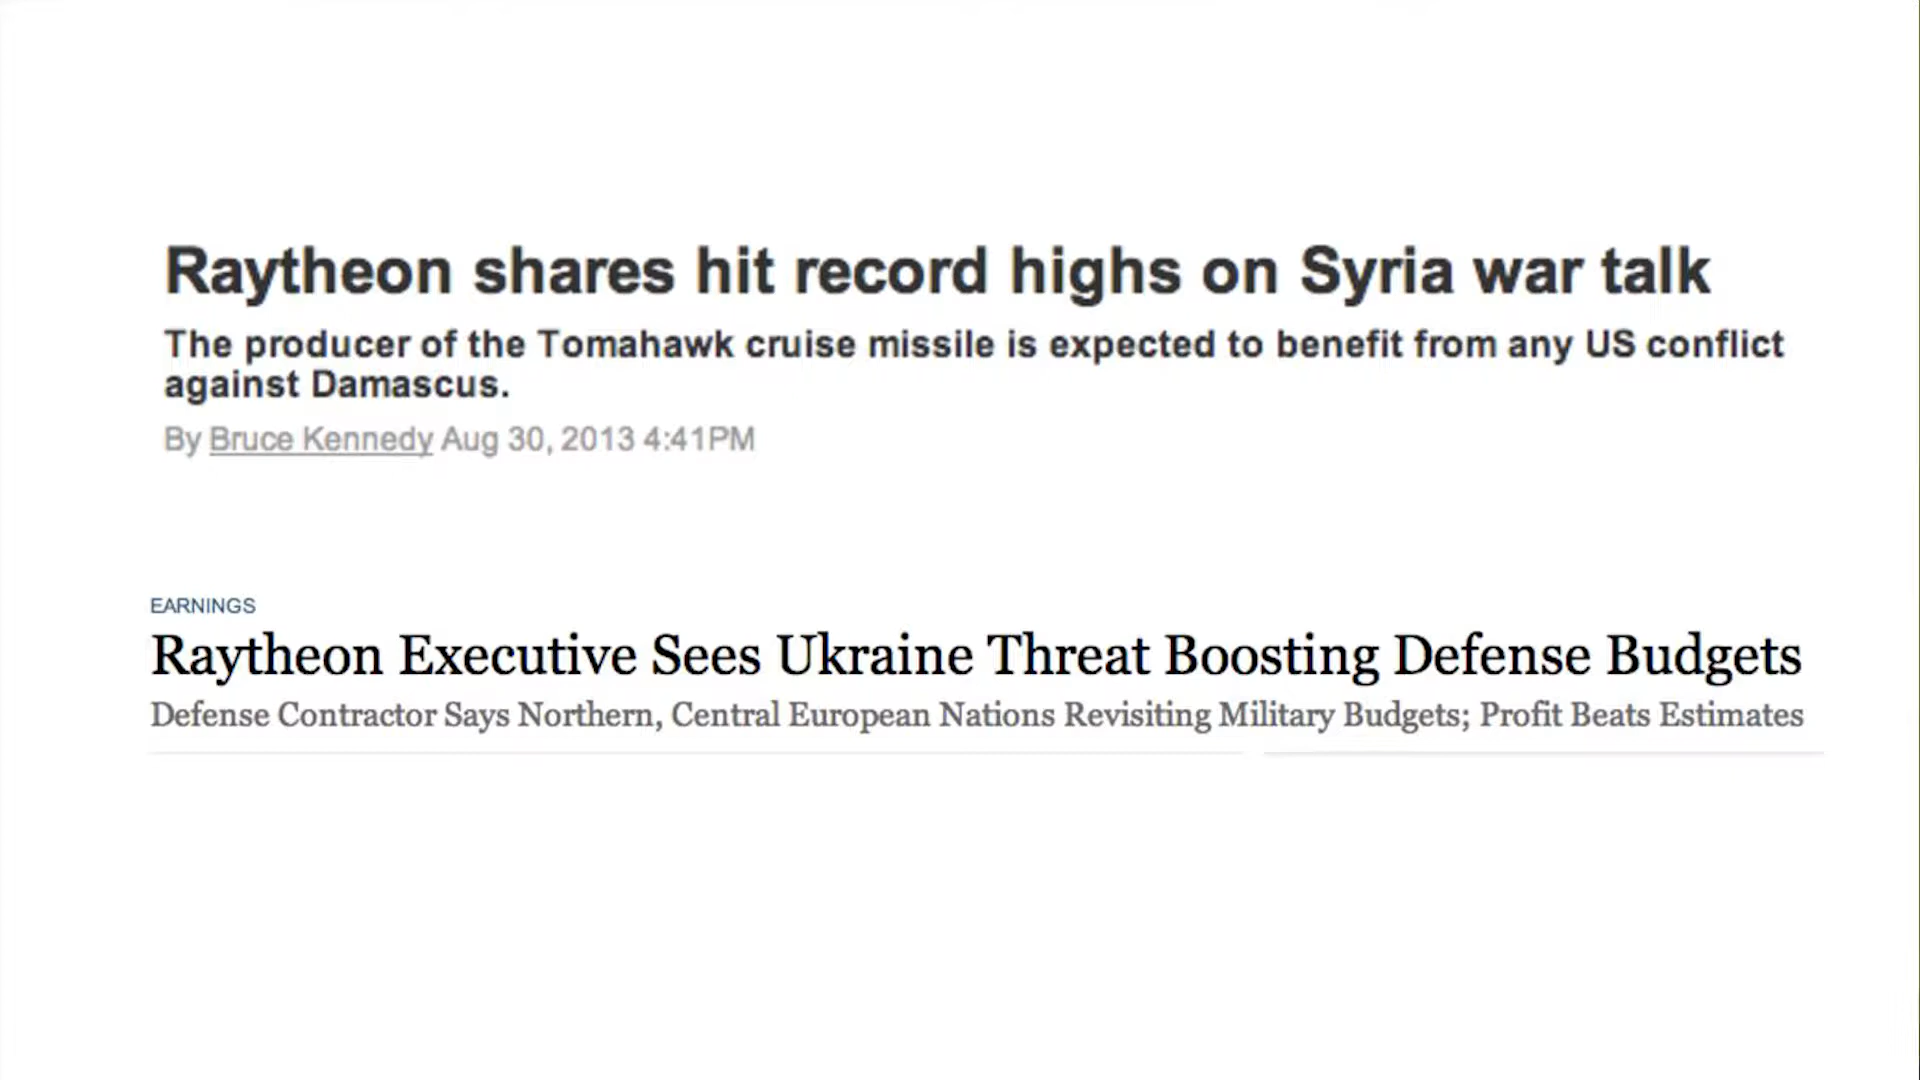 Raytheon shares hit record highs on Syria war talk
The producer of the Tomahawk cruise missile is expected to benefit from any US conflict
against Damascus.
By Bruce Kennedy Aug 30, 2013 4:41PM
EARNINGS
Raytheon Executive Sees Ukraine Threat Boosting Defense Budgets
Defense Contractor Says Northern, Central European Nations Revisiting Military Budgets; Profit Beats Estimates